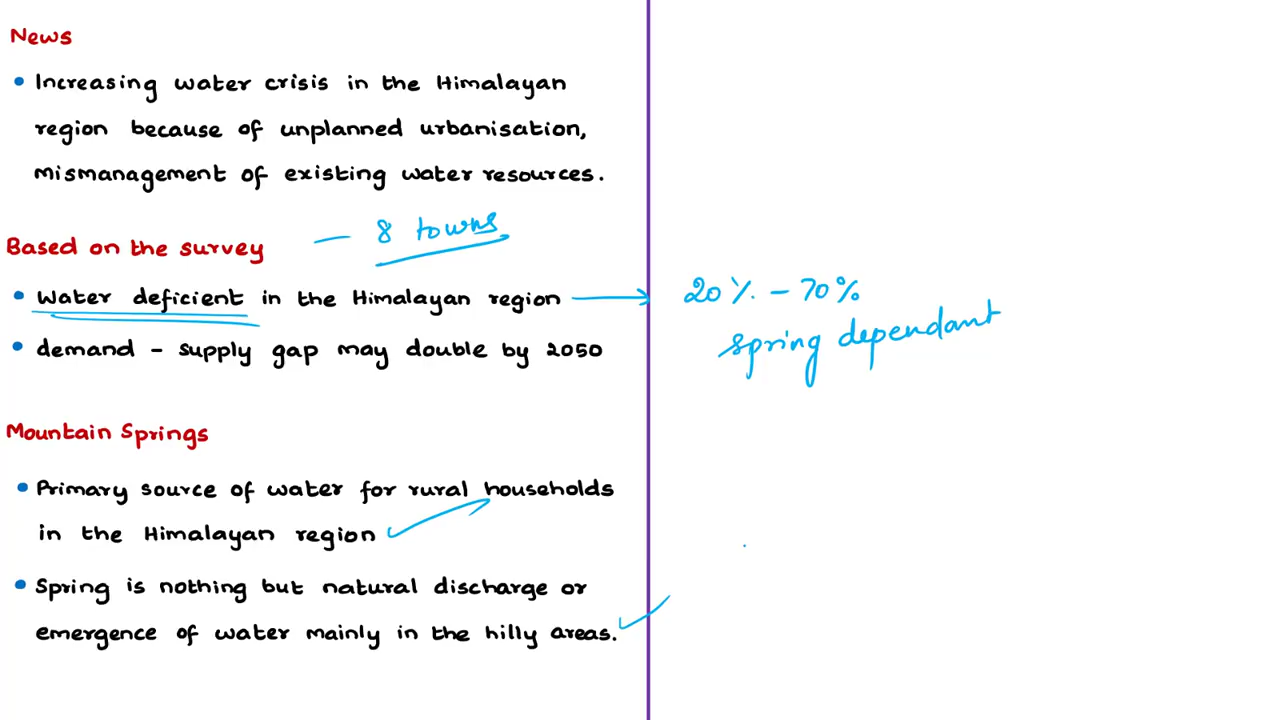 News
• Increasing water crisis in the Himalayan
region because of unplanned urbanisation,
mismanagement of existing water resources.
Based on the survey — 8 towns
• Water deficient in the Himalayan region → 20% - 70%
spring dependant
• demand - supply gap may double by 2050
Mountain Springs
• Primary source of water for rural households
in the Himalayan region
• Spring is nothing but natural discharge or
emergence of water mainly in the hilly areas.